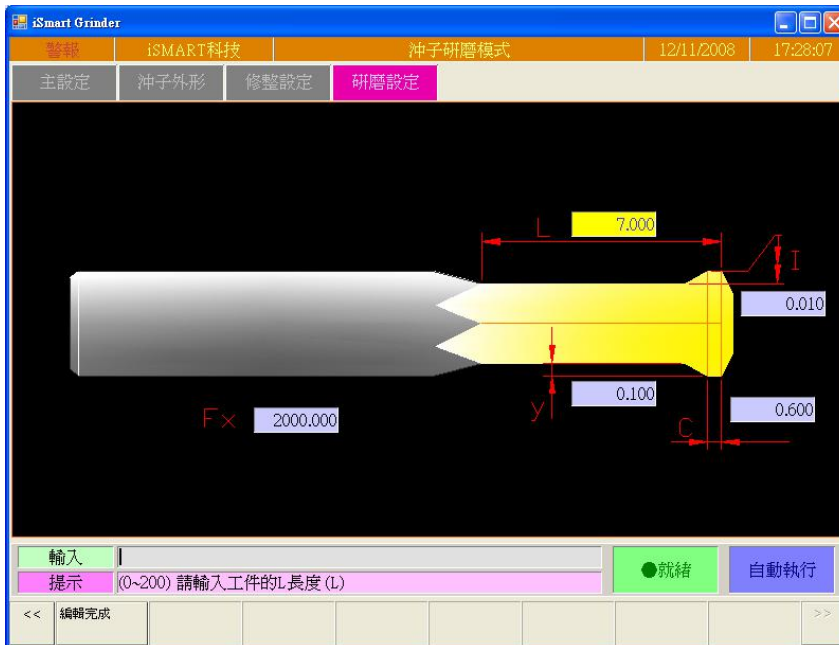 iSmart Grinder
警報 iSMART科技 沖子研磨模式 12/11/2008 17:28:07
主設定 沖子外形 修整設定 研磨設定
L 7.000
I
0.010
0.100
0.600
Fx 2000.000
y
C
輸入
提示 (0~200) 請輸入工件的L長度(L)
●就緒 自動執行
<< 編輯完成 >>